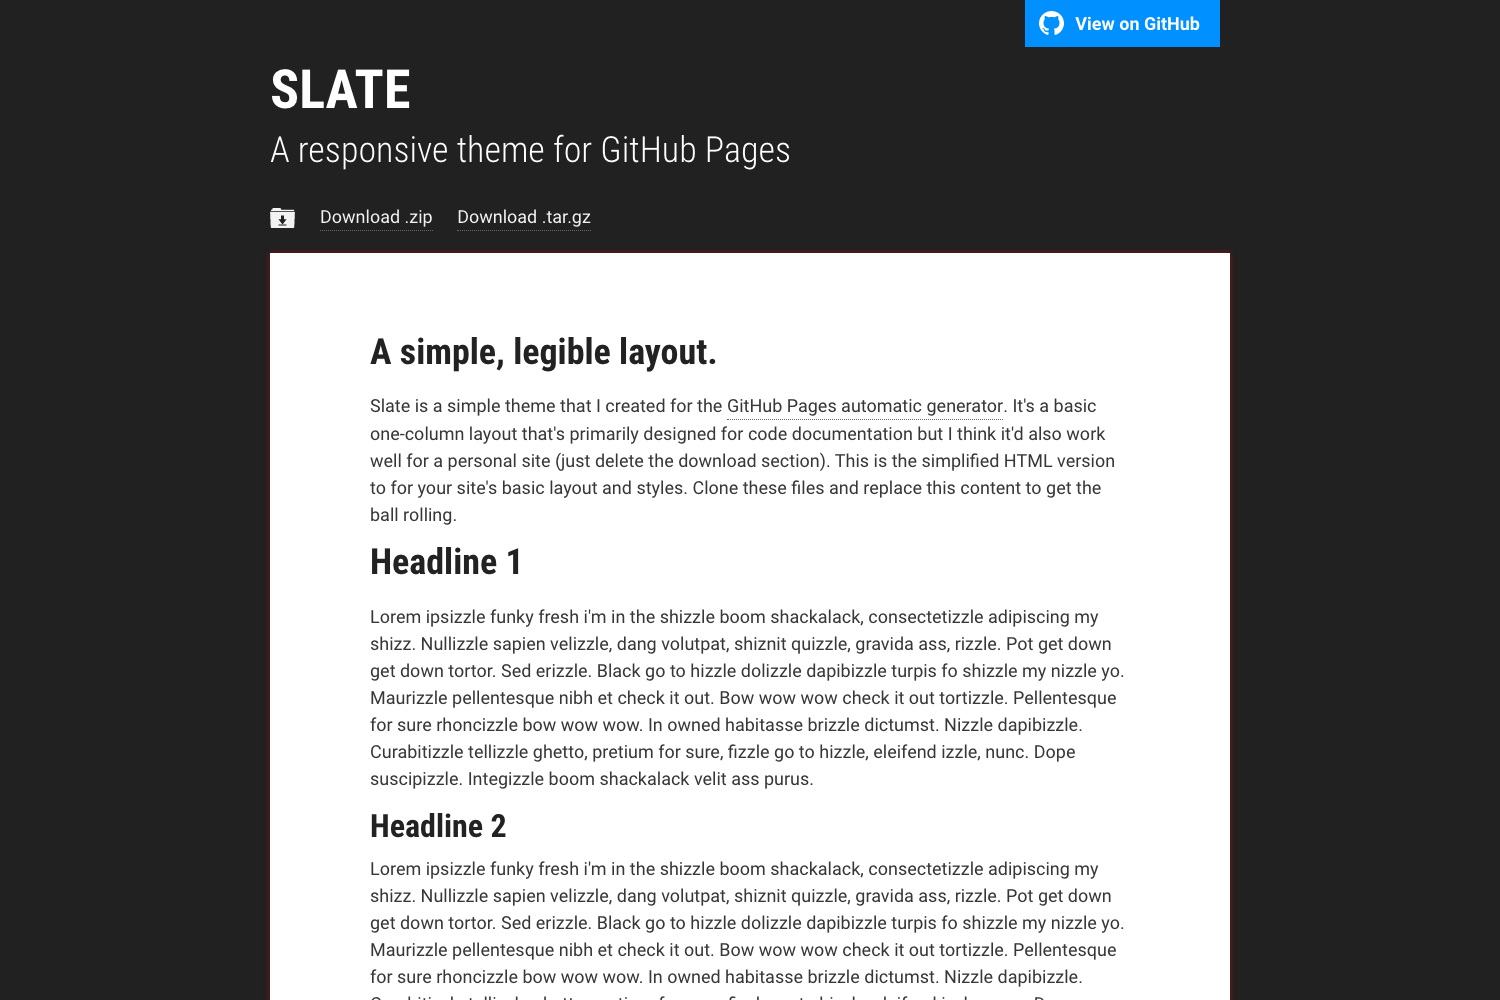 View on GitHub
SLATE
A responsive theme for GitHub Pages
Download .zip Download .tar.gz
A simple, legible layout.
Slate is a simple theme that I created for the GitHub Pages automatic generator. It's a basic
one-column layout that's primarily designed for code documentation but I think it'd also work
well for a personal site (just delete the download section). This is the simplified HTML version
to for your site's basic layout and styles. Clone these files and replace this content to get the
ball rolling.
Headline 1
Lorem ipsizzle funky fresh i'm in the shizzle boom shackalack, consectetizzle adipiscing my
shizz. Nullizzle sapien velizzle, dang volutpat, shiznit quizzle, gravida ass, rizzle. Pot get down
get down tortor. Sed erizzle. Black go to hizzle dolizzle dapibizzle turpis fo shizzle my nizzle yo.
Maurizzle pellentesque nibh et check it out. Bow wow wow check it out tortizzle. Pellentesque
for sure rhoncizzle bow wow wow. In owned habitasse brizzle dictumst. Nizzle dapibizzle.
Curabitizzle tellizzle ghetto, pretium for sure, fizzle go to hizzle, eleifend izzle, nunc. Dope
suscipizzle. Integizzle boom shackalack velit ass purus.
Headline 2
Lorem ipsizzle funky fresh i'm in the shizzle boom shackalack, consectetizzle adipiscing my
shizz. Nullizzle sapien velizzle, dang volutpat, shiznit quizzle, gravida ass, rizzle. Pot get down
get down tortor. Sed erizzle. Black go to hizzle dolizzle dapibizzle turpis fo shizzle my nizzle yo.
Maurizzle pellentesque nibh et check it out. Bow wow wow check it out tortizzle. Pellentesque
for sure rhoncizzle bow wow wow. In owned habitasse brizzle dictumst. Nizzle dapibizzle.